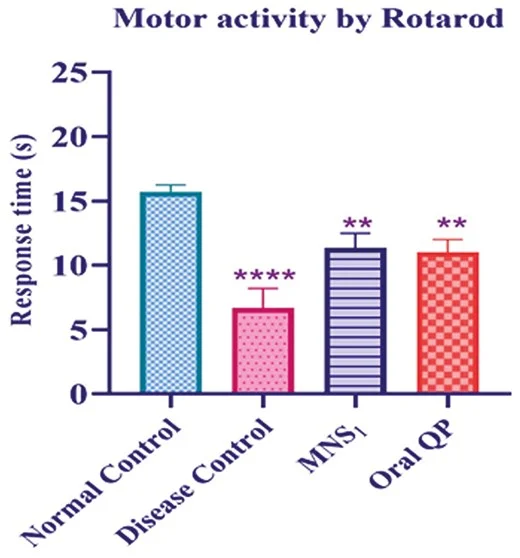 Motor activity by Rotarod
Response time (s)
25
20
15
10
5
0
****
**
**
Normal Control
Disease Control
MNS₁
Oral QP